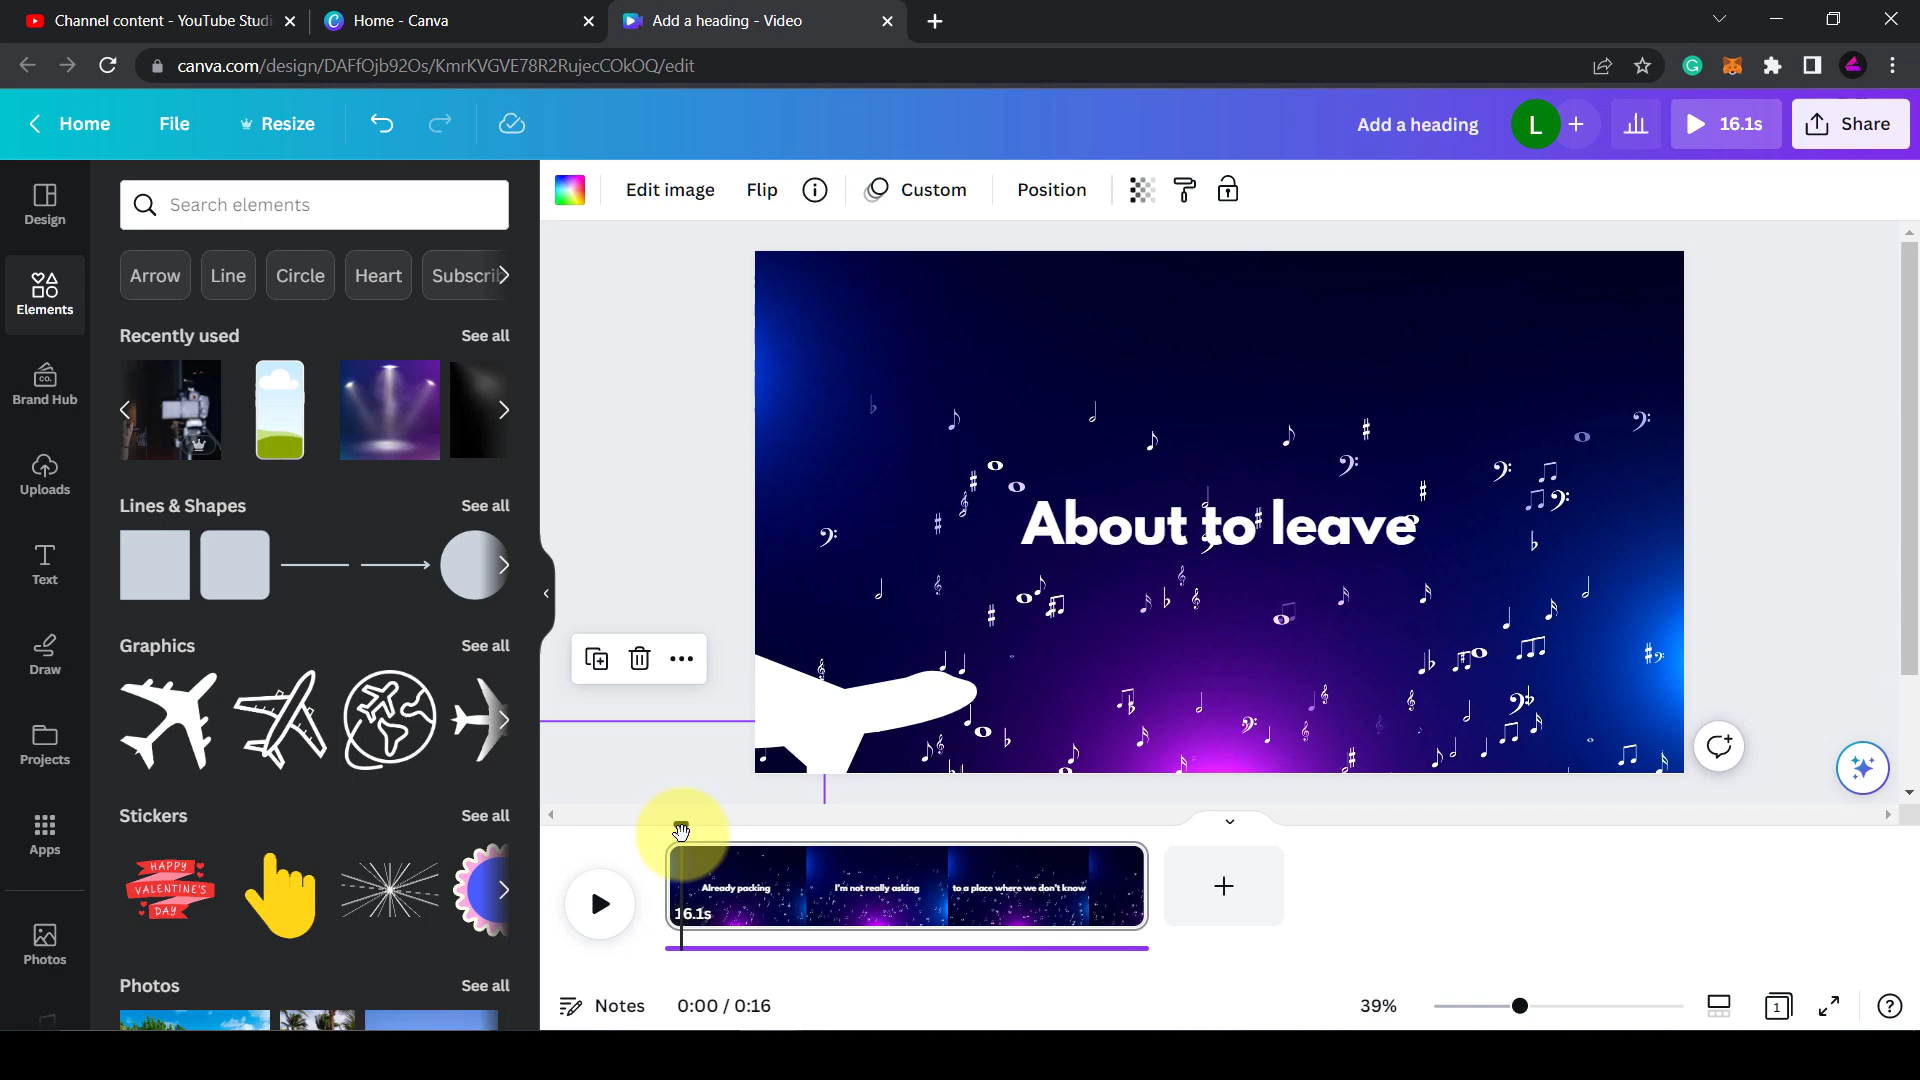 Channel content - YouTube Studi
Home - Canva
Add a heading - Video
canva.com/design/DAFfOjb92Os/KmrKVGVE78R2RujecCOkOQ/edit
Home
File
Resize
Add a heading
L
16.1s
Share
Design
Elements
Brand Hub
CO.
Uploads
Text
Draw
Projects
Apps
Photos
Search elements
Arrow
Line
Circle
Heart
Subscri
Recently used
See all
Lines & Shapes
See all
Graphics
See all
Stickers
See all
HAPPY
VALENTINE'S
DAY
Photos
See all
Edit image
Flip
Custom
Position
About to leave
Already packing
I'm not really asking
to a place where we don't know
16.1s
Notes
0:00 / 0:16
39%
1